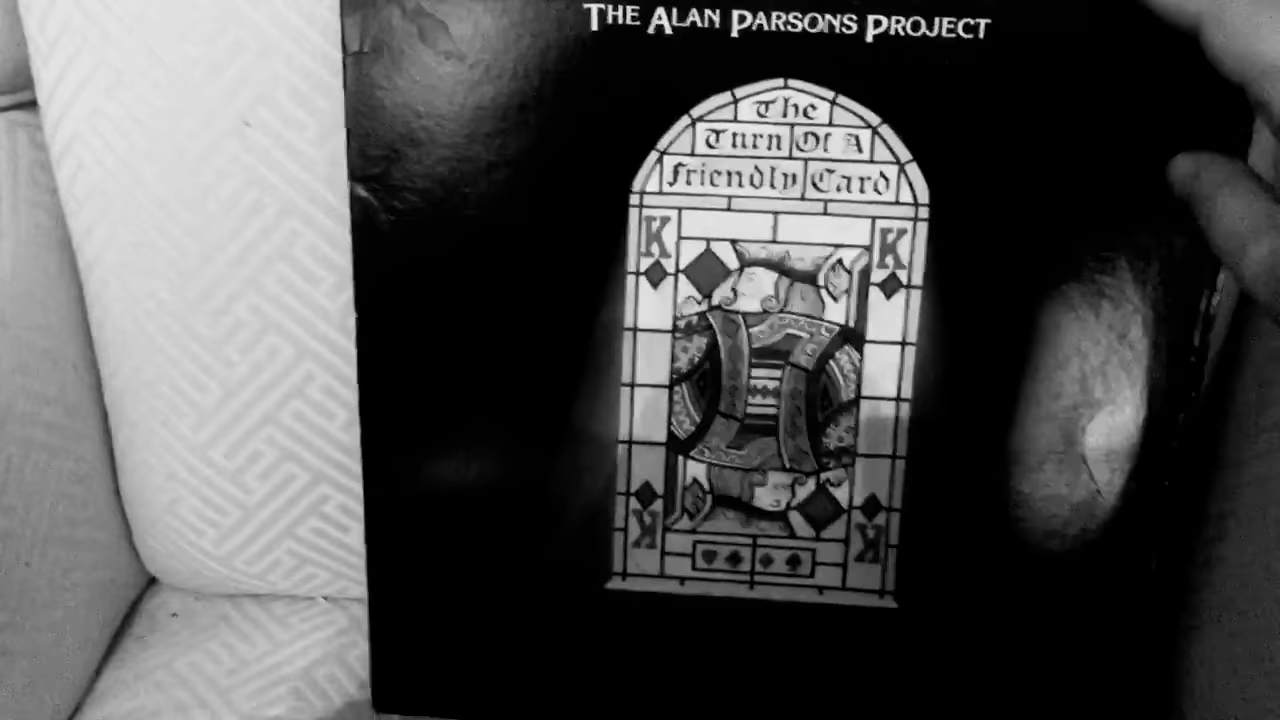 THE ALAN PARSONS PROJECT
The
Turn Of A
Friendly Card
K K
K K